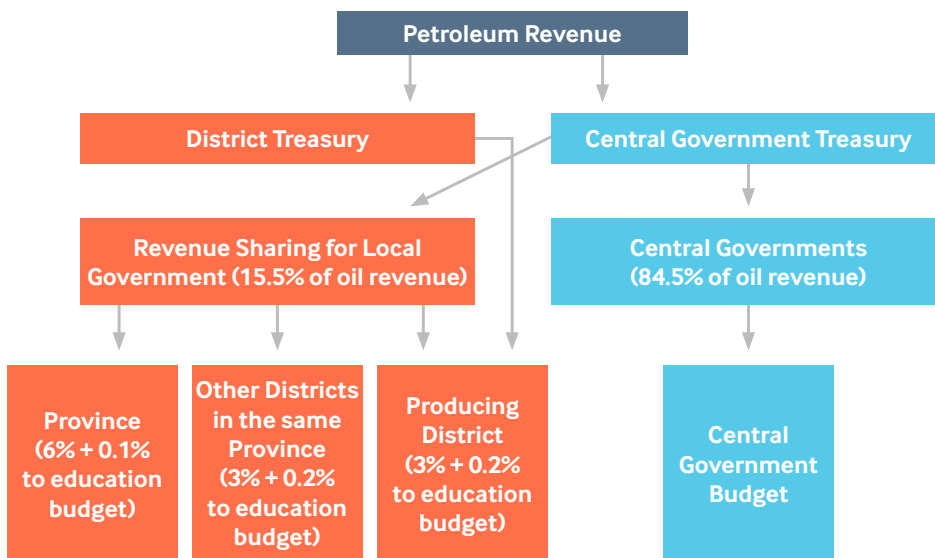 Petroleum Revenue
District Treasury
Central Government Treasury
Revenue Sharing for Local
Government (15.5% of oil revenue)
Central Governments
(84.5% of oil revenue)
Province
(6% + 0.1%
to education
budget)
Other Districts
in the same
Province
(3% + 0.2%
to education
budget)
Producing
District
(3% + 0.2%
to education
budget)
Central
Government
Budget